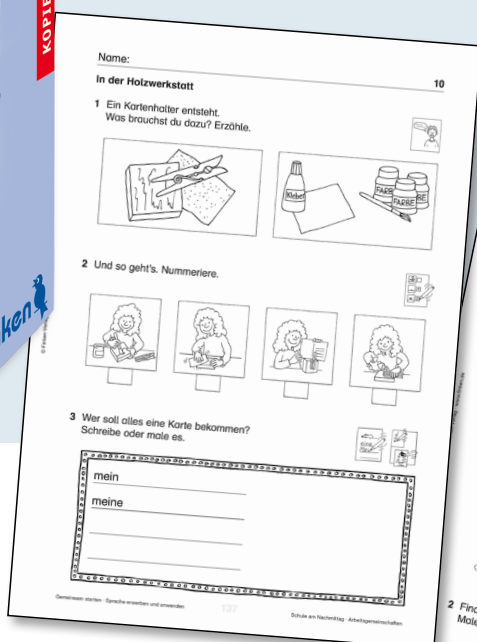 KOPIE
ken
Name:
10
In der Holzwerkstatt
1 Ein Kartenhalter entsteht.
Was brauchst du dazu? Erzähle.
Kleber
FARBE
FARBE
2 Und so geht's. Nummeriere.
3 Wer soll alles eine Karte bekommen?
Schreibe oder male es.
mein
meine
Gemeinsam starten · Sprache erwerben und anwenden
137
Schule am Nachmittag · Arbeitsgemeinschaften
2 Find
Male